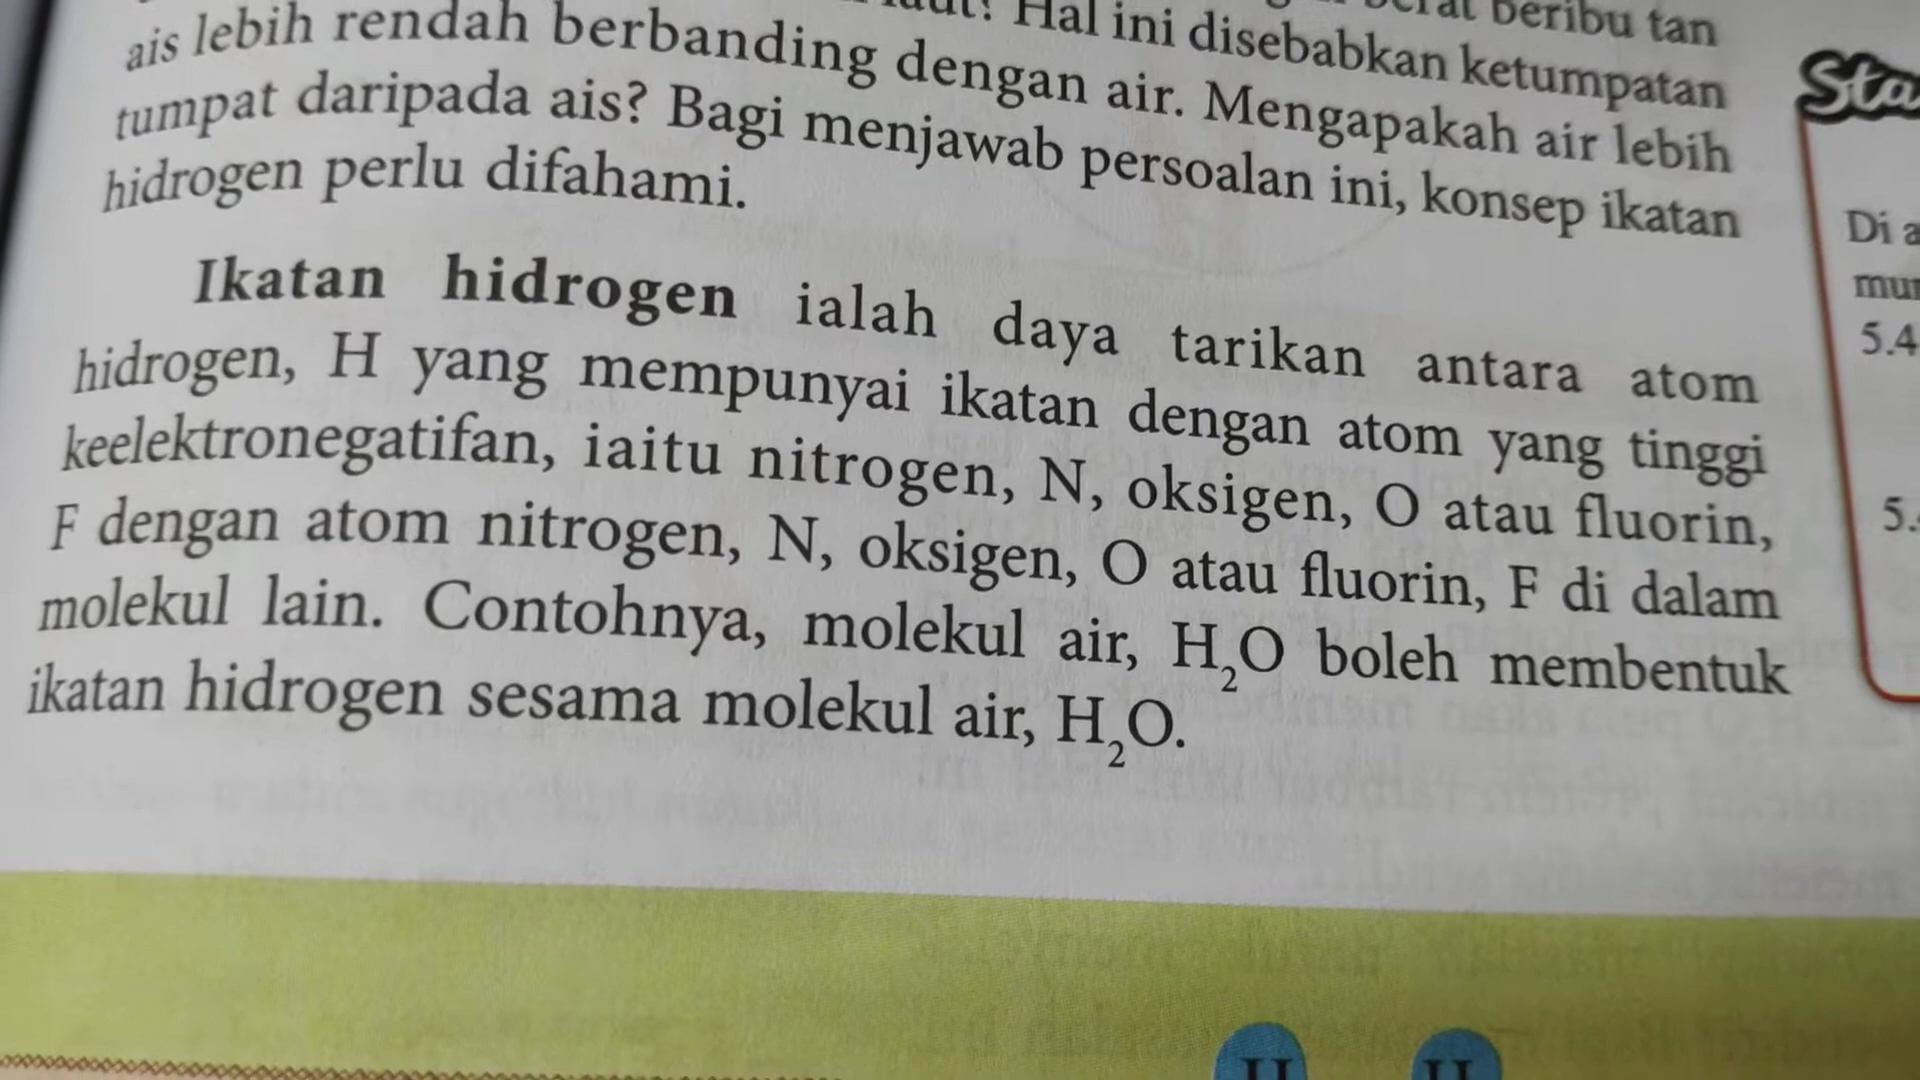 Hal ini disebabkan ketumpatan
beribu tan
ais lebih rendah berbanding dengan air. Mengapakah air lebih
tumpat daripada ais? Bagi menjawab persoalan ini, konsep ikatan
hidrogen perlu difahami.
Ikatan hidrogen ialah daya tarikan antara atom
hidrogen, H yang mempunyai ikatan dengan atom yang tinggi
keelektronegatifan, iaitu nitrogen, N, oksigen, O atau fluorin,
F dengan atom nitrogen, N, oksigen, O atau fluorin, F di dalam
molekul lain. Contohnya, molekul air, H₂O boleh membentuk
ikatan hidrogen sesama molekul air, H₂O.
Di
5.4
H H